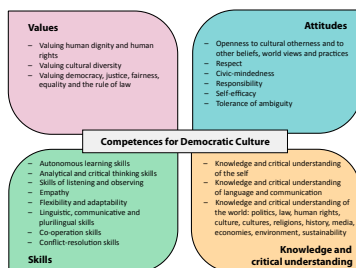 Values
– Valuing human dignity and human
rights
– Valuing cultural diversity
– Valuing democracy, justice, fairness,
equality and the rule of law
Attitudes
– Openness to cultural otherness and to
other beliefs, world views and practices
– Respect
– Civic-mindedness
– Responsibility
– Self-efficacy
– Tolerance of ambiguity
Competences for Democratic Culture
– Autonomous learning skills
– Analytical and critical thinking skills
– Skills of listening and observing
– Empathy
– Flexibility and adaptability
– Linguistic, communicative and
plurilingual skills
– Co-operation skills
– Conflict-resolution skills
Skills
– Knowledge and critical understanding
of the self
– Knowledge and critical understanding
of language and communication
– Knowledge and critical understanding of
the world: politics, law, human rights,
culture, cultures, religions, history, media,
economies, environment, sustainability
Knowledge and
critical understanding